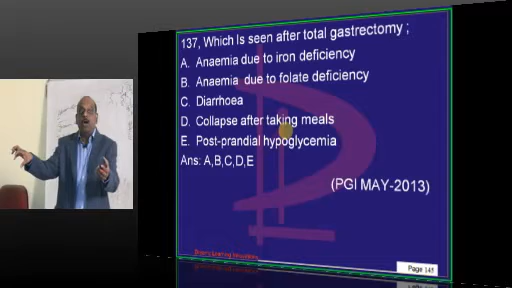 137, Which Is seen after total gastrectomy ;
A. Anaemia due to iron deficiency
B. Anaemia due to folate deficiency
C. Diarrhoea
D. Collapse after taking meals
E. Post-prandial hypoglycemia
Ans: A,B,C,D,E
(PGI MAY-2013)
Learning
Page 145